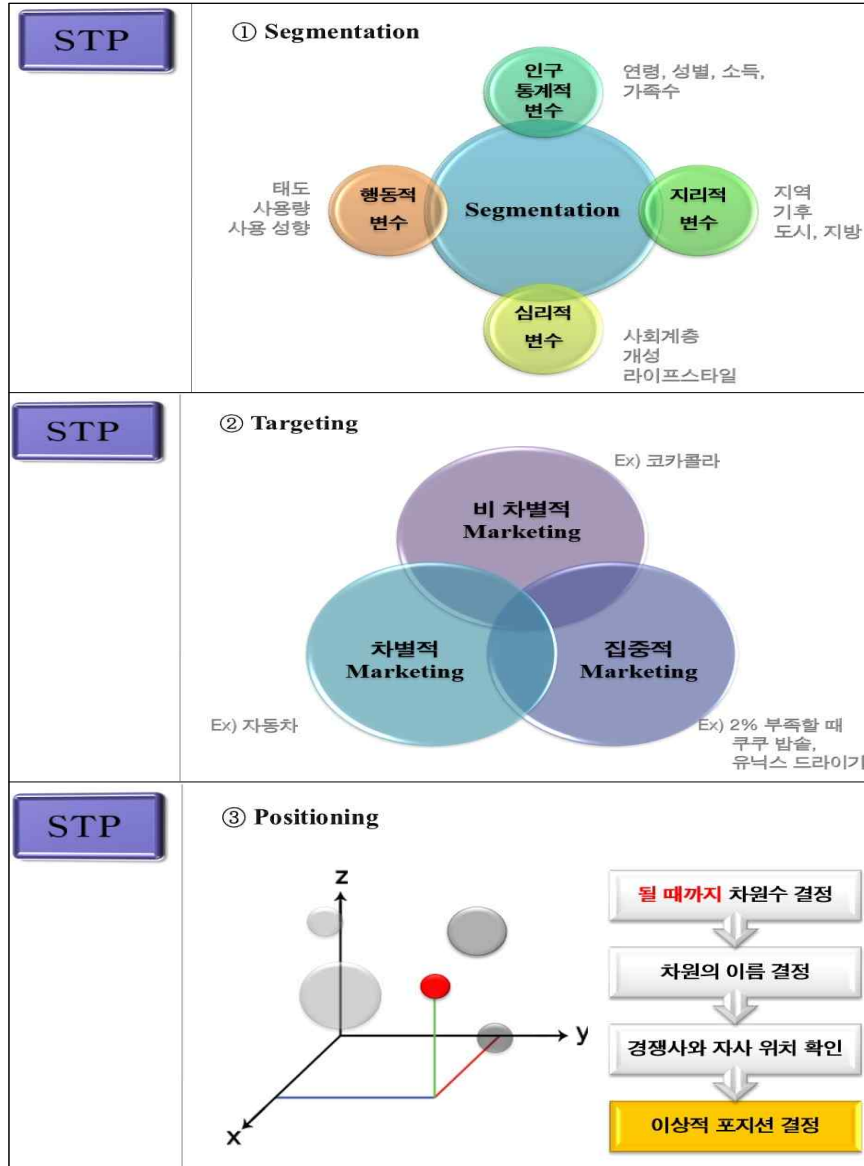 STP
① Segmentation
인구
통계적
변수
연령, 성별, 소득,
가족수
태도
사용량
사용 성향
행동적
변수
Segmentation
지리적
변수
지역
기후
도시, 지방
심리적
변수
사회계층
개성
라이프스타일
STP
② Targeting
Ex) 코카콜라
비 차별적
Marketing
차별적
Marketing
집중적
Marketing
Ex) 자동차
Ex) 2% 부족할 때
쿠쿠 밥솥,
유닉스 드라이기
STP
③ Positioning
z
y
x
될 때까지 차원수 결정
차원의 이름 결정
경쟁사와 자사 위치 확인
이상적 포지션 결정